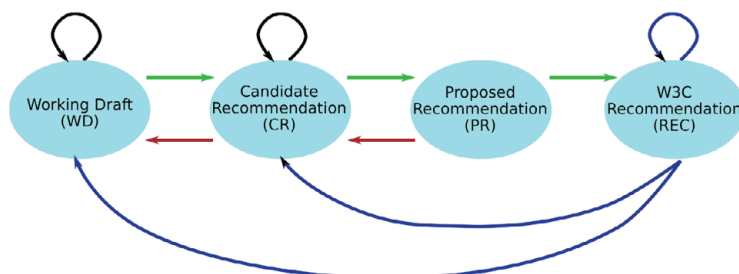 Working Draft
(WD)
Candidate
Recommendation
(CR)
Proposed
Recommendation
(PR)
W3C
Recommendation
(REC)